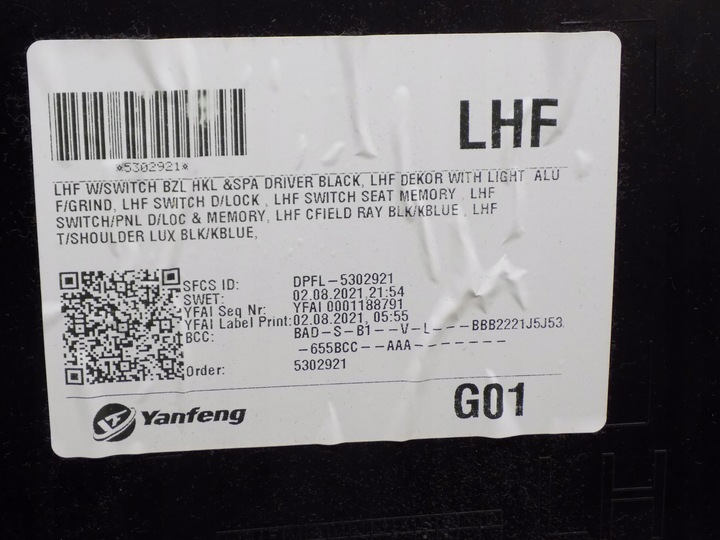 LHF
*5302921*
LHF W/SWITCH BZL HKL &SPA DRIVER BLACK, LHF DEKOR WITH LIGHT ALU
F/GRIND, LHF SWITCH D/LOCK , LHF SWITCH SEAT MEMORY , LHF
SWITCH/PNL D/LOC & MEMORY, LHF CFIELD RAY BLK/KBLUE , LHF
T/SHOULDER LUX BLK/KBLUE,
SFCS ID: DPFL-5302921
SWET: 02.08.2021 21:54
YFAI Seq Nr: YFAI 0001188791
YFAI Label Print: 02.08.2021, 05:55
BCC: BAD-S-B1--V-L---BBB2221J5J53
-655BCC--AAA-------
Order: 5302921
Yanfeng
G01